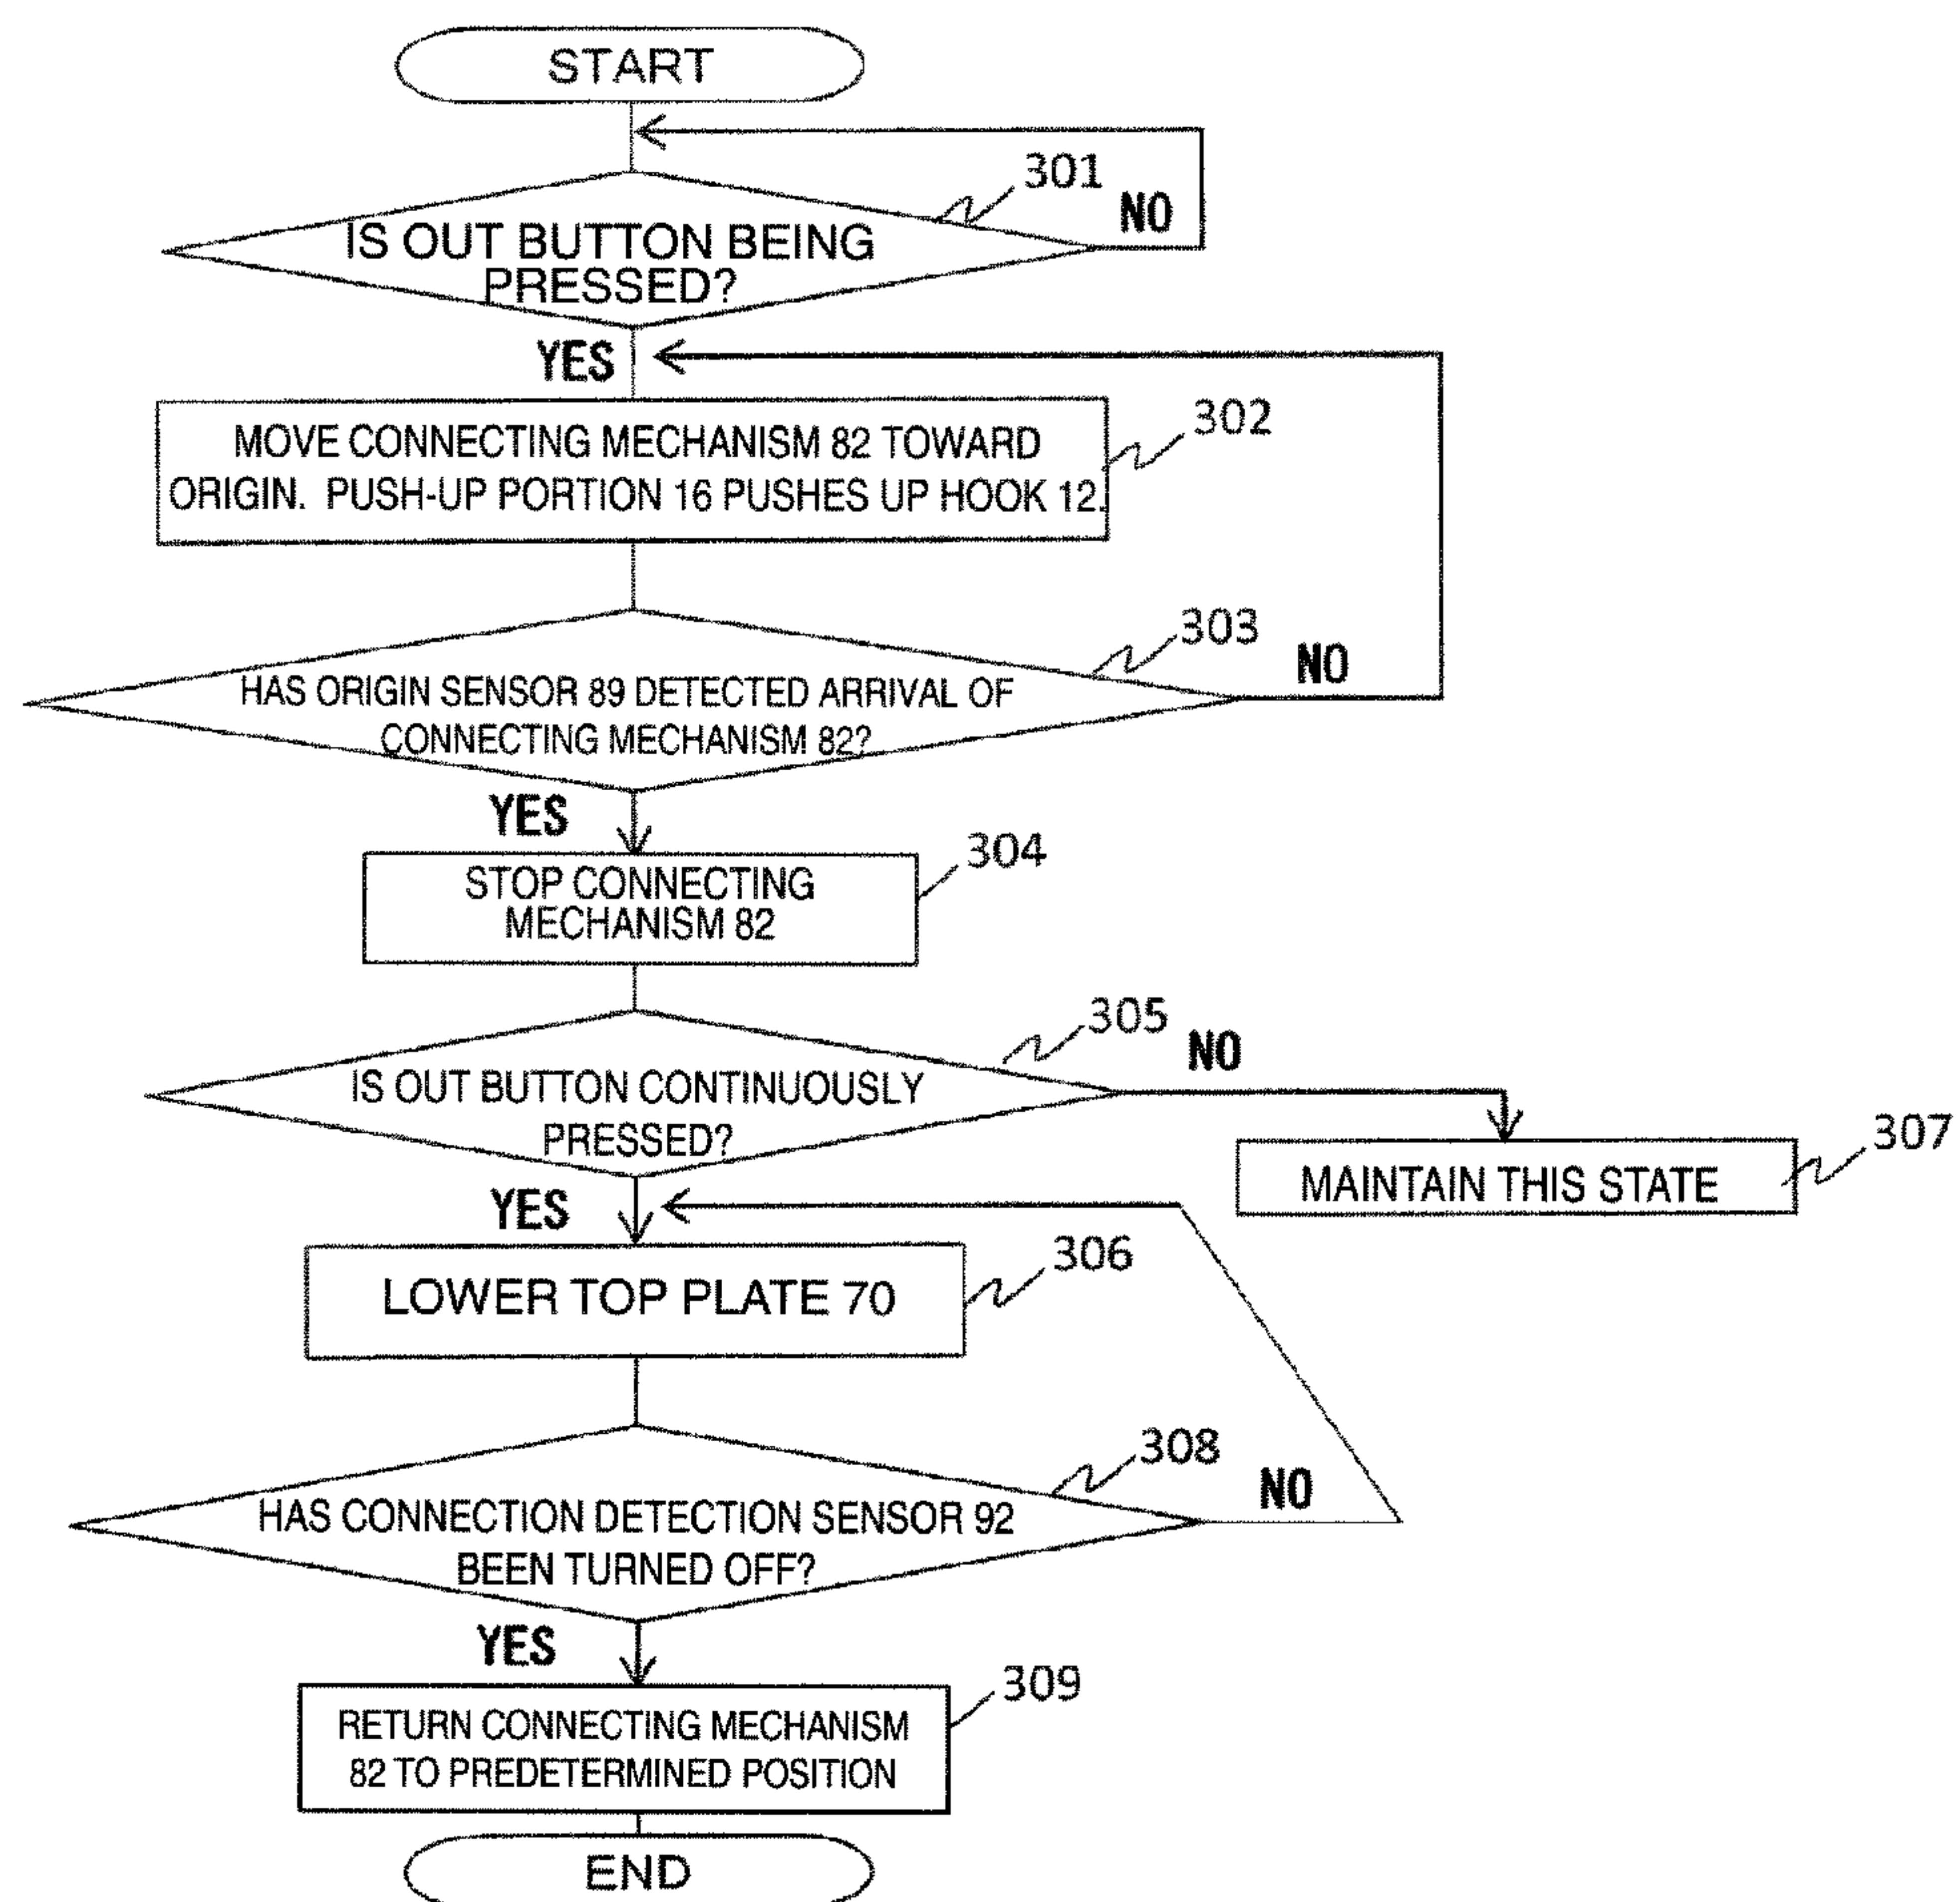 START
301
NO
IS OUT BUTTON BEING
PRESSED?
YES
302
MOVE CONNECTING MECHANISM 82 TOWARD
ORIGIN. PUSH-UP PORTION 16 PUSHES UP HOOK 12.
303
NO
HAS ORIGIN SENSOR 89 DETECTED ARRIVAL OF
CONNECTING MECHANISM 82?
YES
304
STOP CONNECTING
MECHANISM 82
305
NO
IS OUT BUTTON CONTINUOUSLY
PRESSED?
307
MAINTAIN THIS STATE
YES
306
LOWER TOP PLATE 70
308
NO
HAS CONNECTION DETECTION SENSOR 92
BEEN TURNED OFF?
YES
309
RETURN CONNECTING MECHANISM
82 TO PREDETERMINED POSITION
END